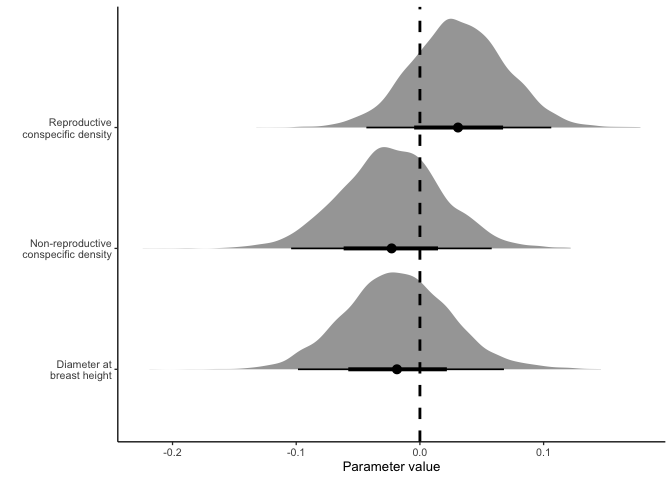 Reproductive
conspecific density
Non-reproductive
conspecific density
Diameter at
breast height
-0.2
-0.1
0.0
0.1
Parameter value